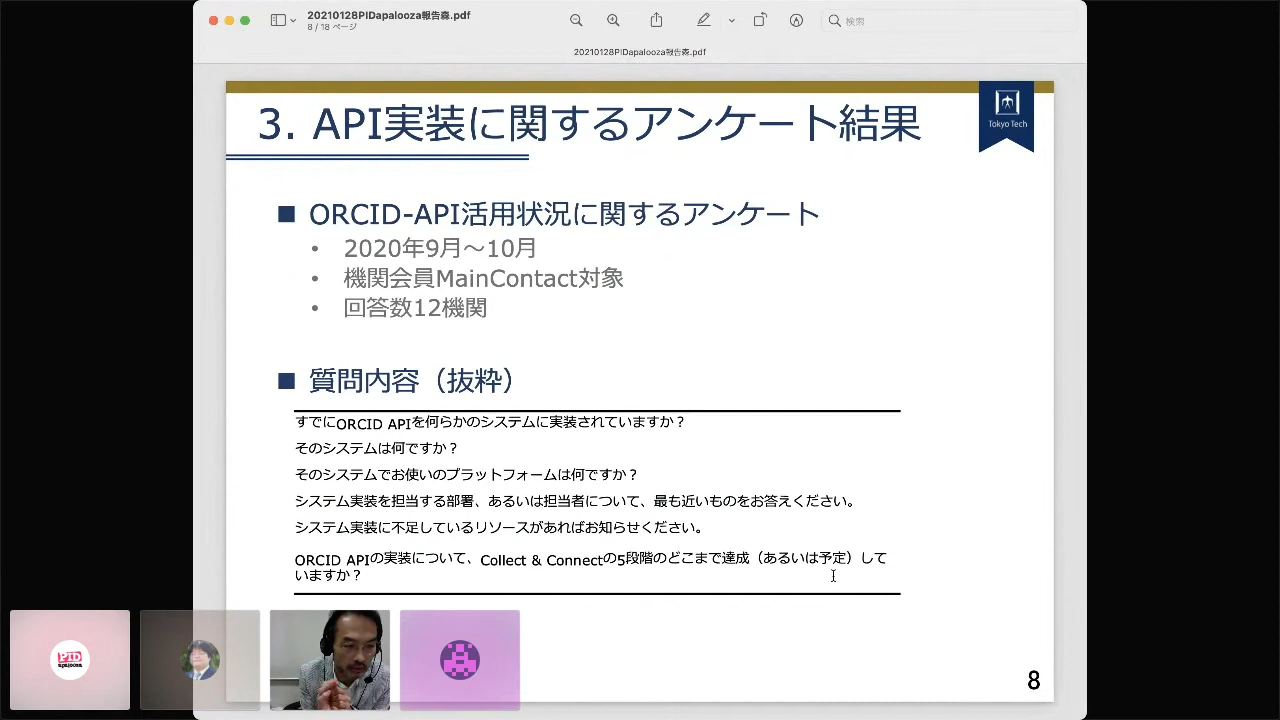 20210128PIDapalooza報告森.pdf
8 / 18 ページ
検索
20210128PIDapalooza報告森.pdf
3. API実装に関するアンケート結果
Tokyo Tech
■ ORCID-API活用状況に関するアンケート
• 2020年9月～10月
• 機関会員MainContact対象
• 回答数12機関
■ 質問内容（抜粋）
すでにORCID APIを何らかのシステムに実装されていますか？
そのシステムは何ですか？
そのシステムでお使いのプラットフォームは何ですか？
システム実装を担当する部署、あるいは担当者について、最も近いものをお答えください。
システム実装に不足しているリソースがあればお知らせください。
ORCID APIの実装について、Collect & Connectの5段階のどこまで達成（あるいは予定）して
いますか？
PID
apalooza
8